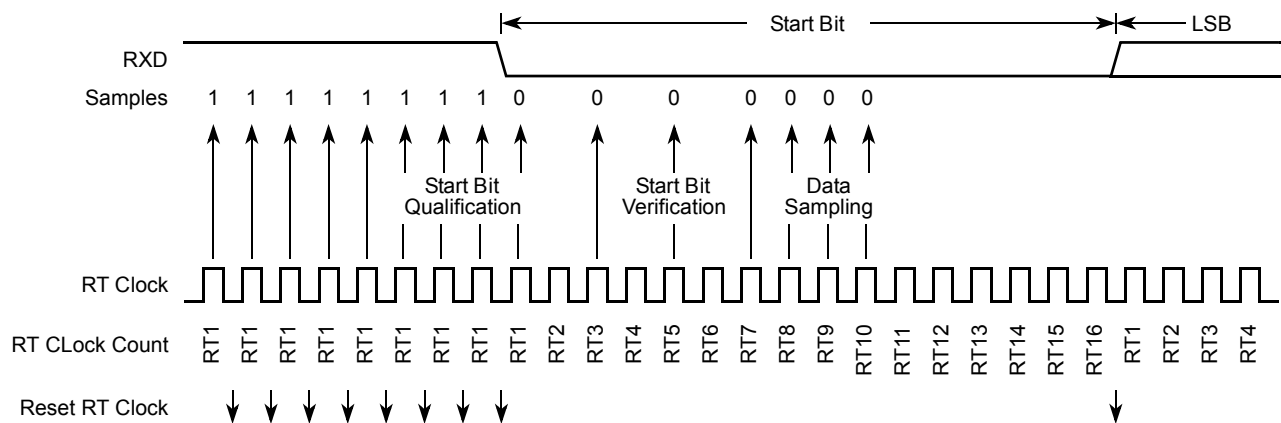 Start Bit
LSB
RXD
Samples 1 1 1 1 1 1 1 1 0 0 0 0 0 0 0
Start Bit
Qualification
Start Bit
Verification
Data
Sampling
RT Clock
RT CLock Count RT1 RT1 RT1 RT1 RT1 RT1 RT1 RT1 RT1 RT2 RT3 RT4 RT5 RT6 RT7 RT8 RT9 RT10 RT11 RT12 RT13 RT14 RT15 RT16 RT1 RT2 RT3 RT4
Reset RT Clock